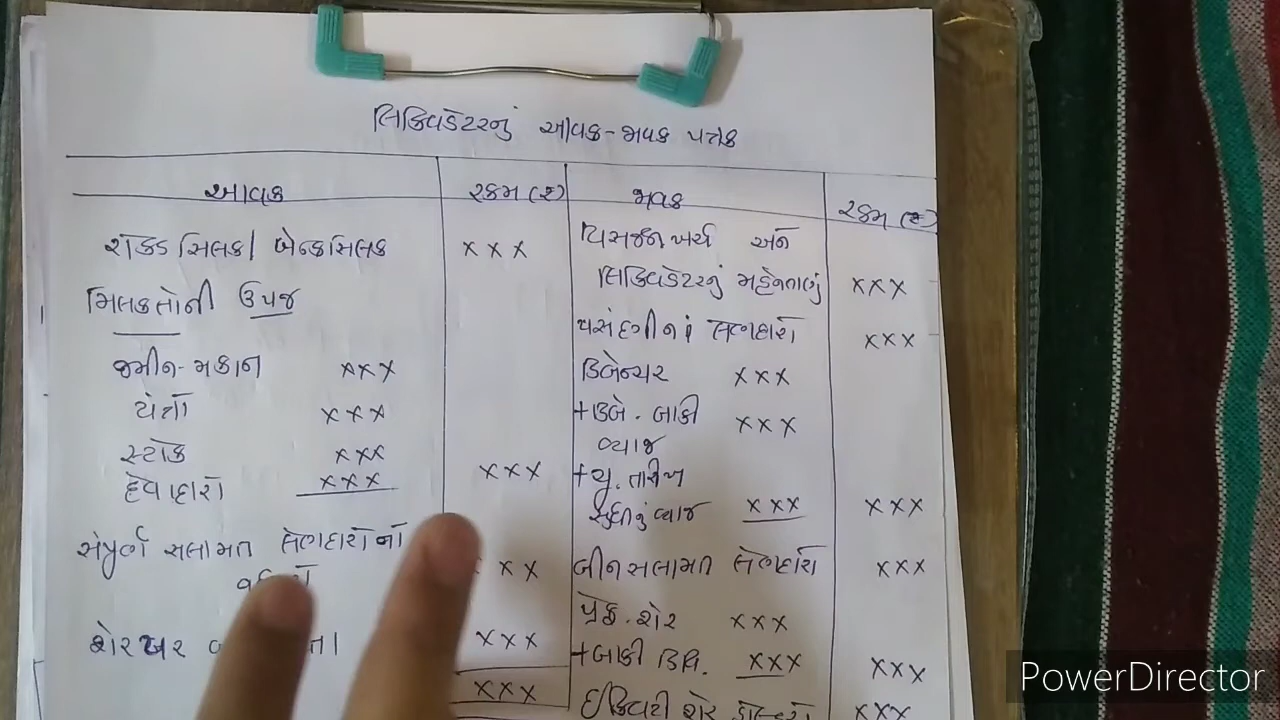 લિક્વિડેટરનું આવક-જાવક પત્રક
આવક
રકમ (₹)
જાવક
રકમ (₹)
રોકડ સિલક / બેન્ક સિલક xxx
મિલકતોની ઉપજ
જમીન-મકાન xxx
યંત્રો xxx
સ્ટોક xxx
દેવાદારો xxx xxx
સંપુર્ણ સલામત લેણદારોનો
xx
શેર પર
xxx
xxx
વિસર્જન ખર્ચ અને
લિક્વિડેટરનું મહેનતાણું xxx
પસંદગીનાં લેણદારો xxx
ડિબેન્ચર xxx
+ ડિબે. બાકી xxx
વ્યાજ
+ ચુ. તારીખ
સુધીનું વ્યાજ xxx xxx
બીનસલામત લેણદારો xxx
પ્રેફ. શેર xxx
+ બાકી ડિવિ. xxx xxx
ઈક્વિટી શેર xxx
PowerDirector